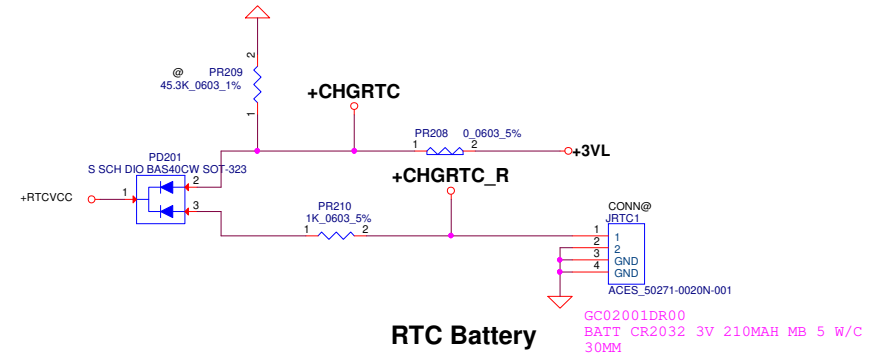 2
@ PR209
45.3K_0603_1%
1
+CHGRTC
PR208 0_0603_5%
1 2
+3VL
PD201
S SCH DIO BAS40CW SOT-323
2
+CHGRTC_R
+RTCVCC
1
3
PR210
1K_0603_5%
1 2
CONN@
JRTC1
1 1
2 2
3 GND
4 GND
ACES_50271-0020N-001
RTC Battery
GC02001DR00
BATT CR2032 3V 210MAH MB 5 W/C
30MM